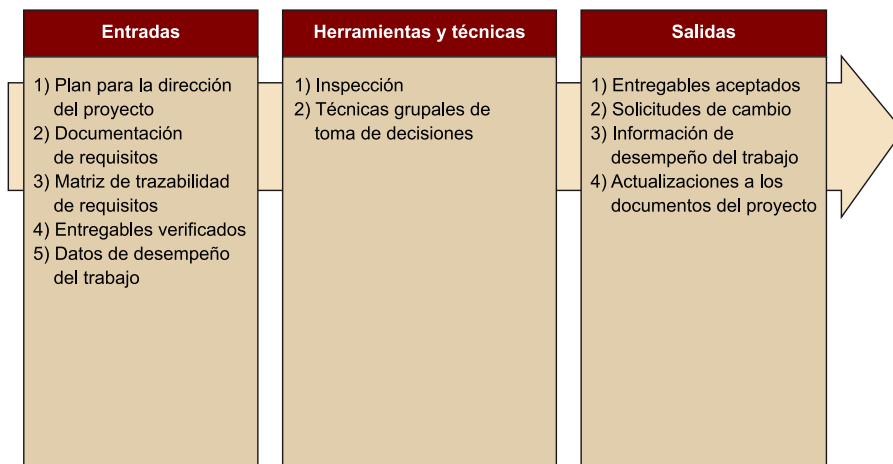 Entradas
1) Plan para la dirección
del proyecto
2) Documentación
de requisitos
3) Matriz de trazabilidad
de requisitos
4) Entregables verificados
5) Datos de desempeño
del trabajo
Herramientas y técnicas
1) Inspección
2) Técnicas grupales de
toma de decisiones
Salidas
1) Entregables aceptados
2) Solicitudes de cambio
3) Información de
desempeño del trabajo
4) Actualizaciones a los
documentos del proyecto